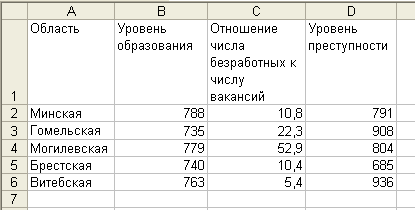 A B C D
1 Область Уровень образования Отношение числа безработных к числу вакансий Уровень преступности
2 Минская 788 10,8 791
3 Гомельская 735 22,3 908
4 Могилевская 779 52,9 804
5 Брестская 740 10,4 685
6 Витебская 763 5,4 936
7